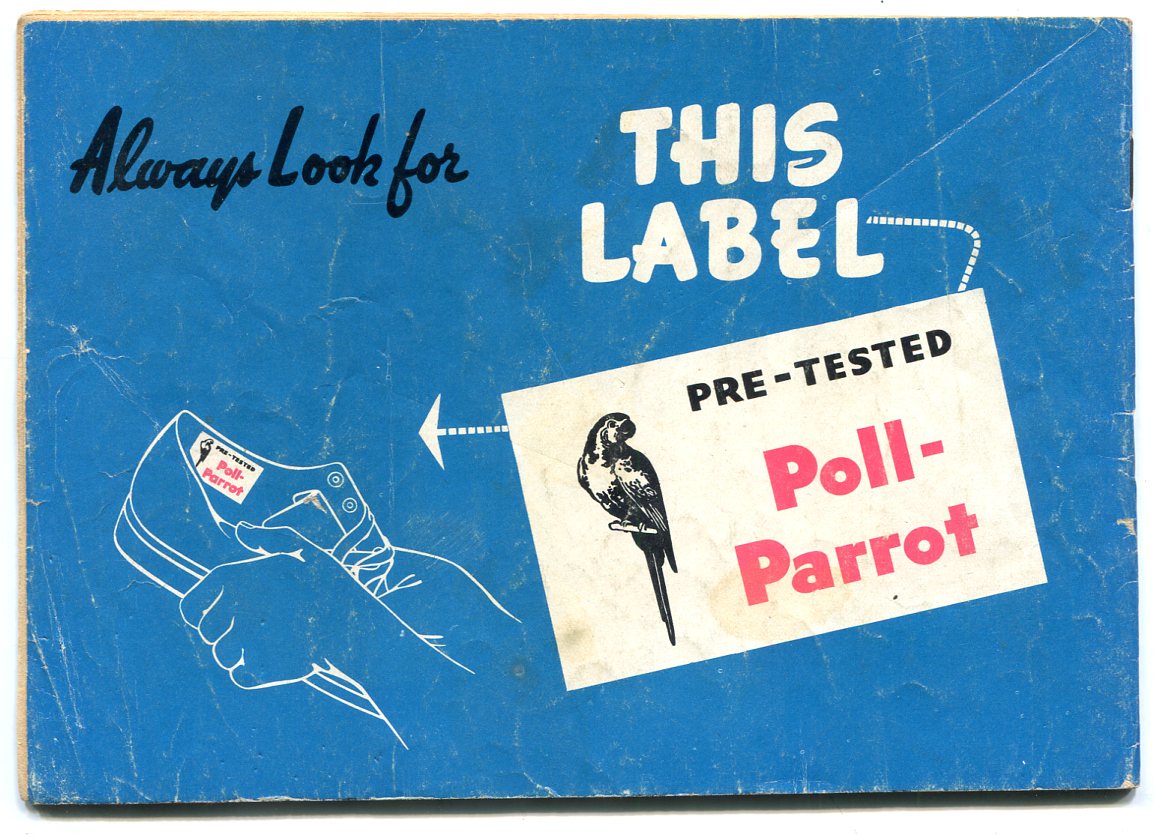 Always Look for
THIS
LABEL
PRE-TESTED
Poll-
Parrot
PRE-TESTED
Poll-
Parrot